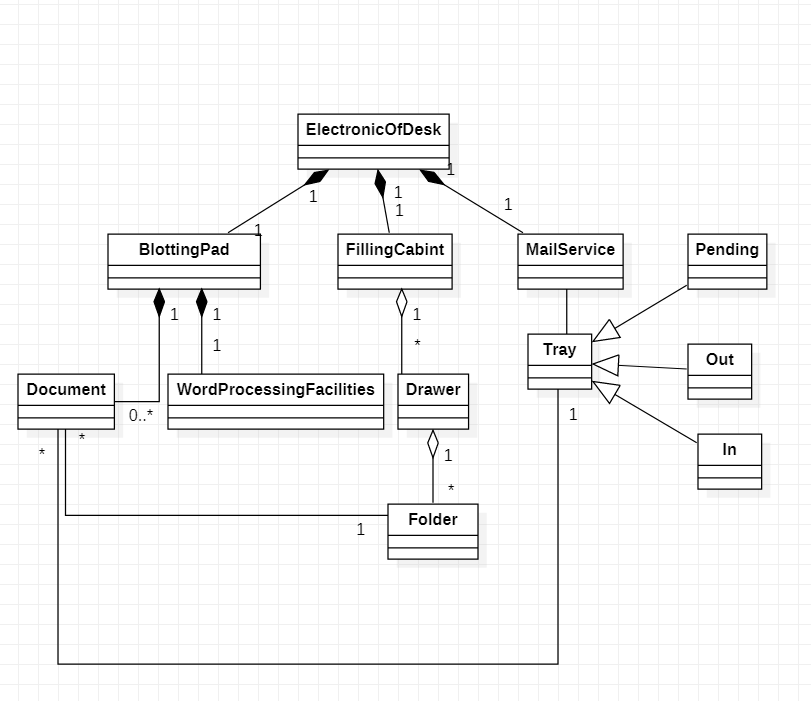 ElectronicOfDesk
1
1
1
1
1
1
BlottingPad
FillingCabint
MailService
Pending
1
1
1
1
*
Tray
Out
Document
WordProcessingFacilities
Drawer
0..*
1
*
*
1
In
*
Folder
1